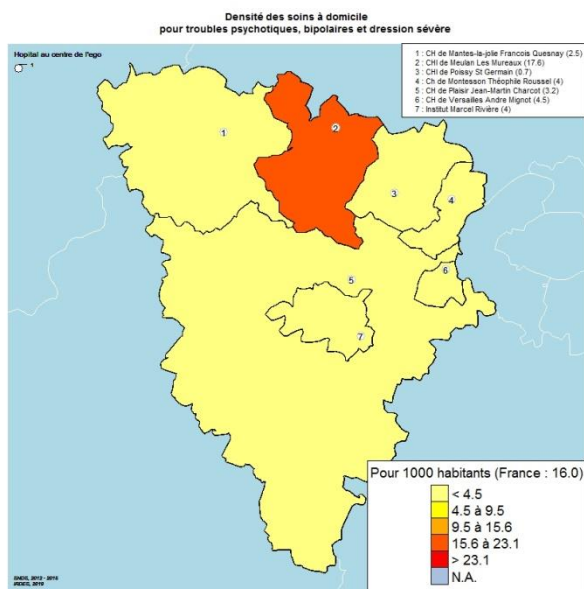 Densité des soins à domicile
pour troubles psychotiques, bipolaires et dression sévère
Hopital au centre de l'ego
1
1 : CH de Mantes-la-jolie Francois Quesnay (2.5)
2 : CHI de Meulan Les Mureaux (17.6)
3 : CHI de Poissy St Germain (0.7)
4 : Ch de Montesson Théophile Roussel (4)
5 : CH de Plaisir Jean-Martin Charcot (3.2)
6 : CH de Versailles Andre Mignot (4.5)
7 : Institut Marcel Rivière (4)
1
2
3
4
5
6
7
Pour 1000 habitants (France : 16.0)
< 4.5
4.5 à 9.5
9.5 à 15.6
15.6 à 23.1
> 23.1
N.A.
SNDS, 2012 - 2015
IRDES, 2019